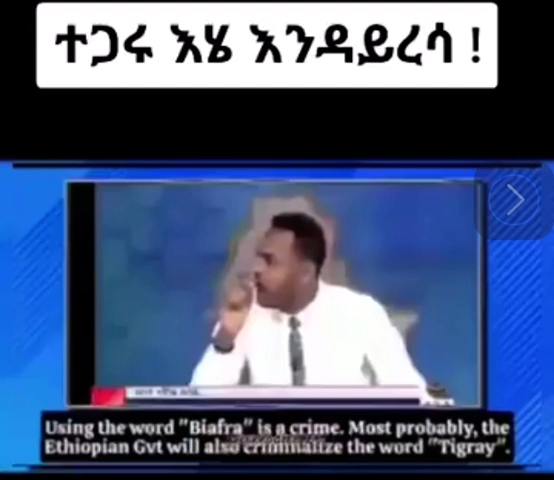 ተጋሩ እሄ እንዳይረሳ !
Using the word "Biafra" is a crime. Most probably, the
Ethiopian Gvt will also criminalize the word "Tigray".